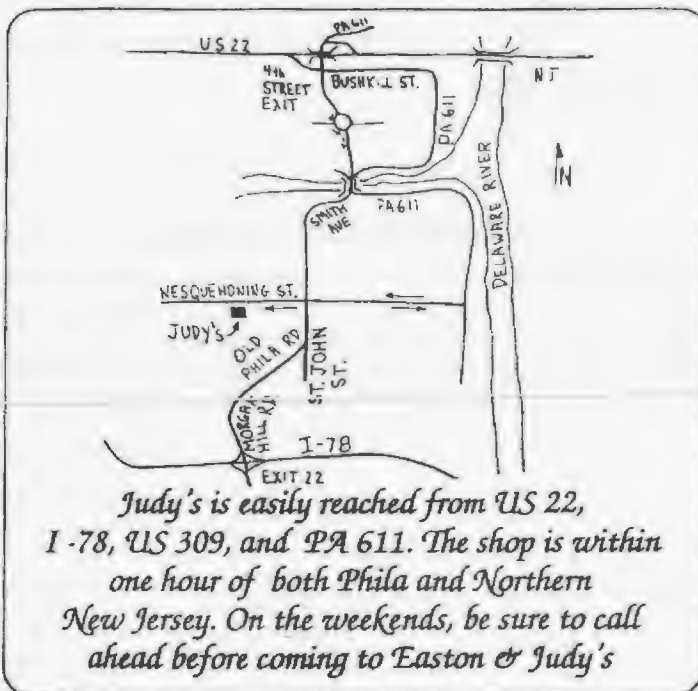 PA 611
US 22
4TH
STREET
EXIT
BUSHKILL ST.
NJ
PA 611
N
DELAWARE RIVER
PA611
SMITH
AVE
NESQUEHONING ST.
JUDY'S
OLD
PHILA RD
ST. JOHN
ST.
MORGAN
HILL RD
I-78
EXIT 22
Judy's is easily reached from US 22,
I -78, US 309, and PA 611. The shop is within
one hour of both Phila and Northern
New Jersey. On the weekends, be sure to call
ahead before coming to Easton & Judy's